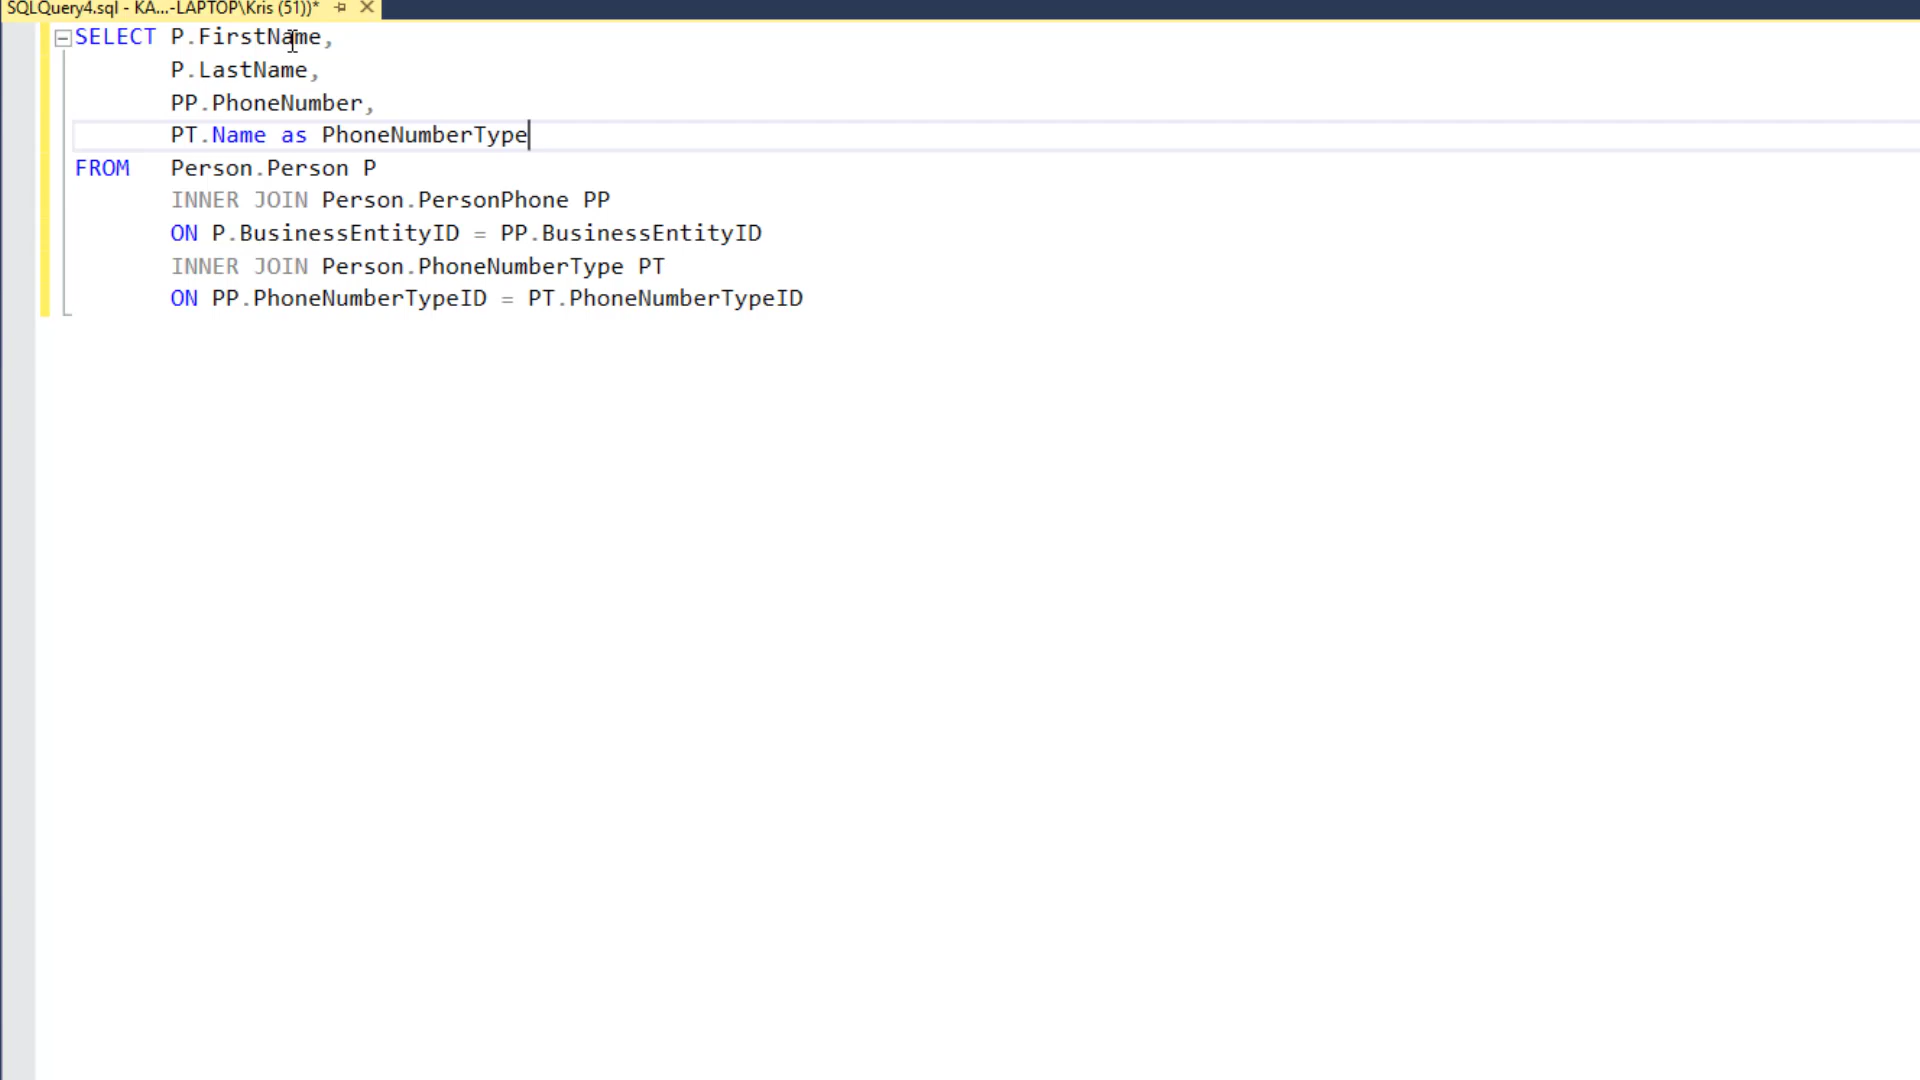 SQLQuery4.sql - KA...-LAPTOP\Kris (51))*
SELECT P.FirstName,
P.LastName,
PP.PhoneNumber,
PT.Name as PhoneNumberType
FROM Person.Person P
INNER JOIN Person.PersonPhone PP
ON P.BusinessEntityID = PP.BusinessEntityID
INNER JOIN Person.PhoneNumberType PT
ON PP.PhoneNumberTypeID = PT.PhoneNumberTypeID